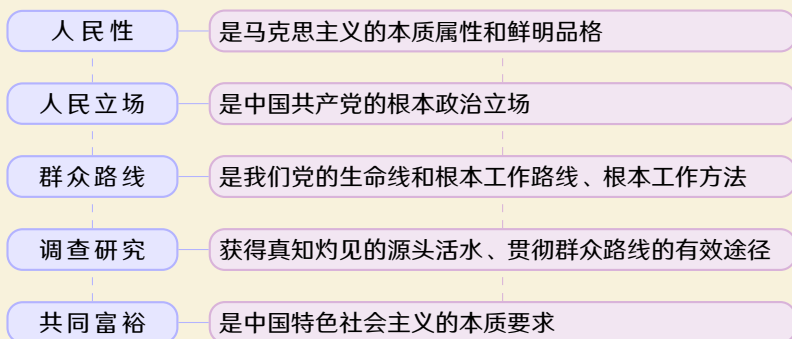 人民性 是马克思主义的本质属性和鲜明品格
人民立场 是中国共产党的根本政治立场
群众路线 是我们党的生命线和根本工作路线、根本工作方法
调查研究 获得真知灼见的源头活水、贯彻群众路线的有效途径
共同富裕 是中国特色社会主义的本质要求